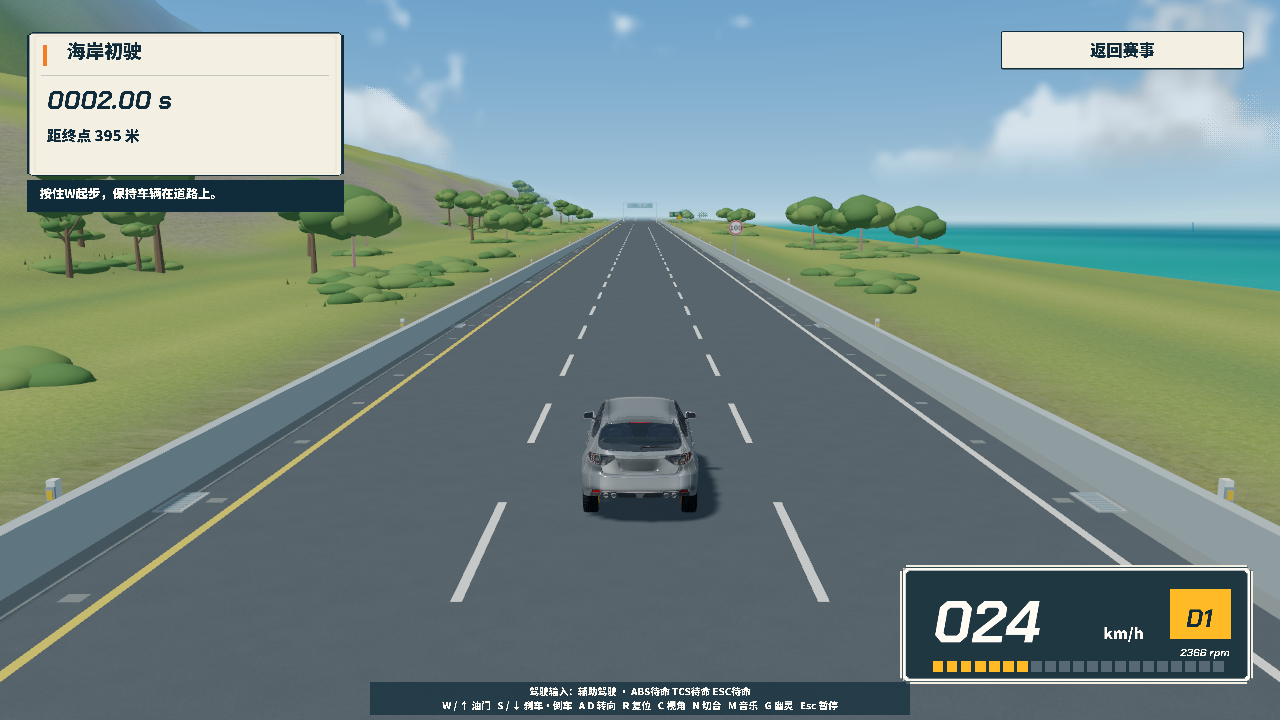 海岸初驶
0002.00 s
距终点 395 米
按住W起步，保持车辆在道路上。
返回赛事
100
024
km/h
D1
2366 rpm
驾驶输入：辅助驾驶 · ABS待命 TCS待命 ESC待命
W / ↑ 油门 S / ↓ 刹车·倒车 A D 转向 R 复位 C 视角 N 切台 M 音乐 G 幽灵 Esc 暂停